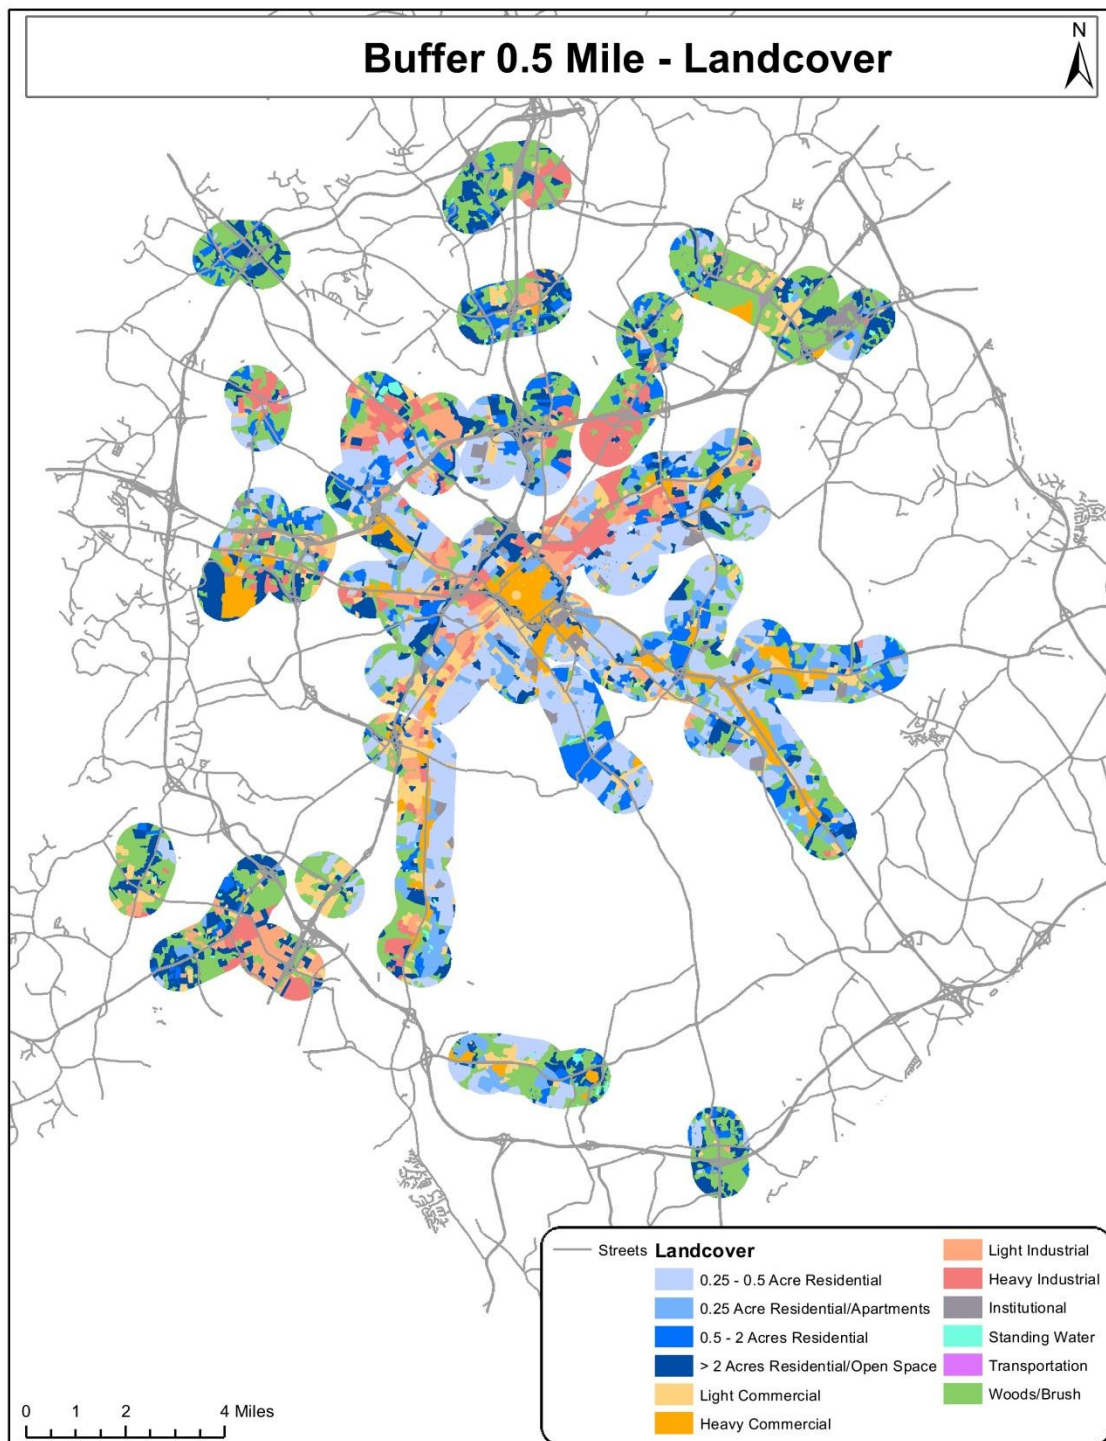 Buffer 0.5 Mile - Landcover
N
Streets
Landcover
0.25 - 0.5 Acre Residential
0.25 Acre Residential/Apartments
0.5 - 2 Acres Residential
> 2 Acres Residential/Open Space
Light Commercial
Heavy Commercial
Light Industrial
Heavy Industrial
Institutional
Standing Water
Transportation
Woods/Brush
0 1 2 4 Miles